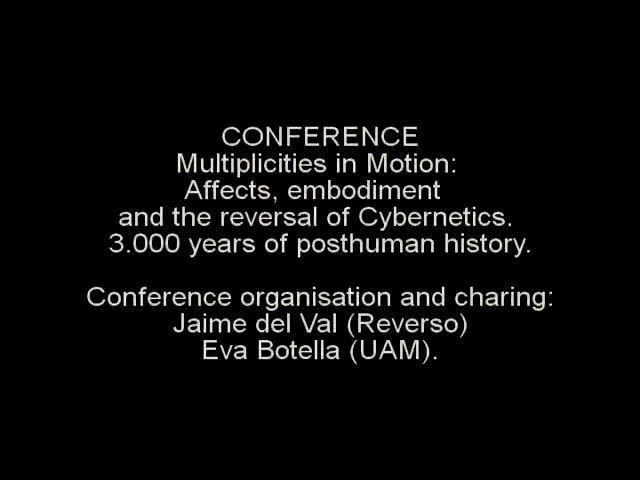 CONFERENCE
Multiplicities in Motion:
Affects, embodiment
and the reversal of Cybernetics.
3.000 years of posthuman history.
Conference organisation and charing:
Jaime del Val (Reverso)
Eva Botella (UAM).